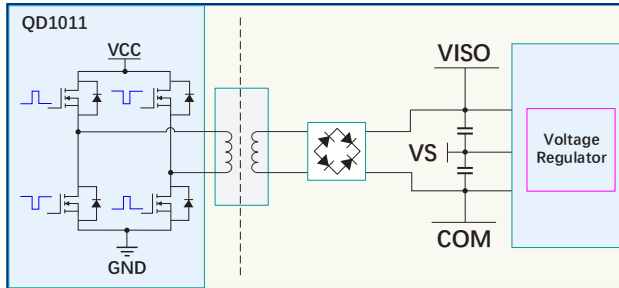 QD1011
VCC
GND
VISO
VS
COM
Voltage
Regulator